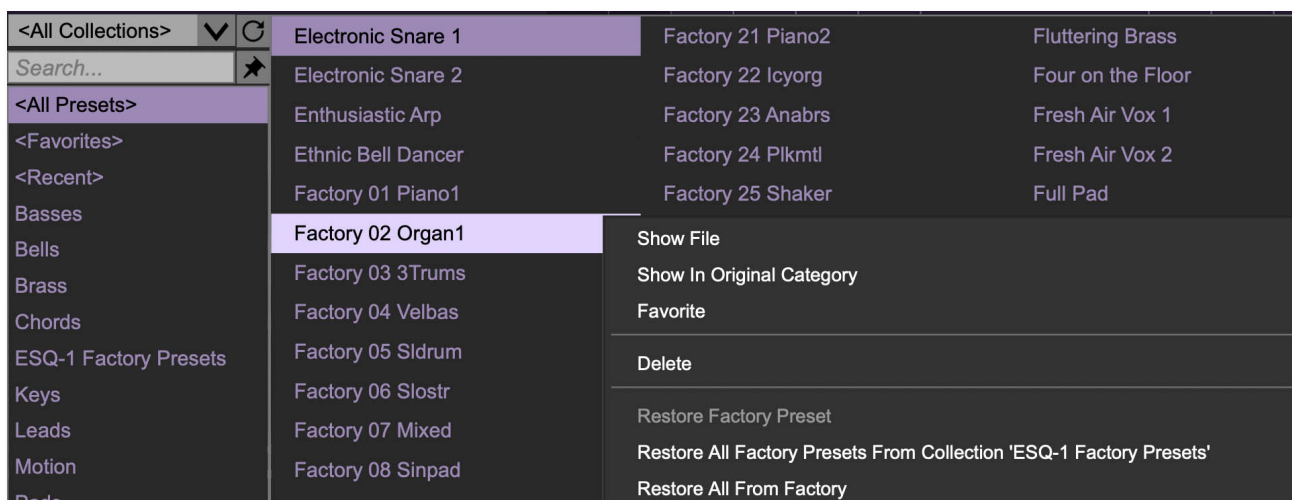 <All Collections>
Search...
<All Presets>
<Favorites>
<Recent>
Basses
Bells
Brass
Chords
ESQ-1 Factory Presets
Keys
Leads
Motion
Electronic Snare 1
Electronic Snare 2
Enthusiastic Arp
Ethnic Bell Dancer
Factory 01 Piano1
Factory 02 Organ1
Factory 03 3Trums
Factory 04 Velbas
Factory 05 Sldrum
Factory 06 Slostr
Factory 07 Mixed
Factory 08 Sinpad
Factory 21 Piano2
Factory 22 Icyorg
Factory 23 Anabrs
Factory 24 Plkmtl
Factory 25 Shaker
Fluttering Brass
Four on the Floor
Fresh Air Vox 1
Fresh Air Vox 2
Full Pad
Show File
Show In Original Category
Favorite
Delete
Restore Factory Preset
Restore All Factory Presets From Collection 'ESQ-1 Factory Presets'
Restore All From Factory